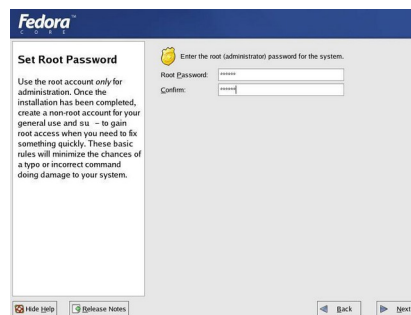 Fedora™
CORE
Set Root Password
Use the root account only for
administration. Once the
installation has been completed,
create a non-root account for your
general use and su - to gain
root access when you need to fix
something quickly. These basic
rules will minimize the chances of
a typo or incorrect command
doing damage to your system.
Enter the root (administrator) password for the system.
Root Password: ******
Confirm: ******
Hide Help
Release Notes
Back
Next